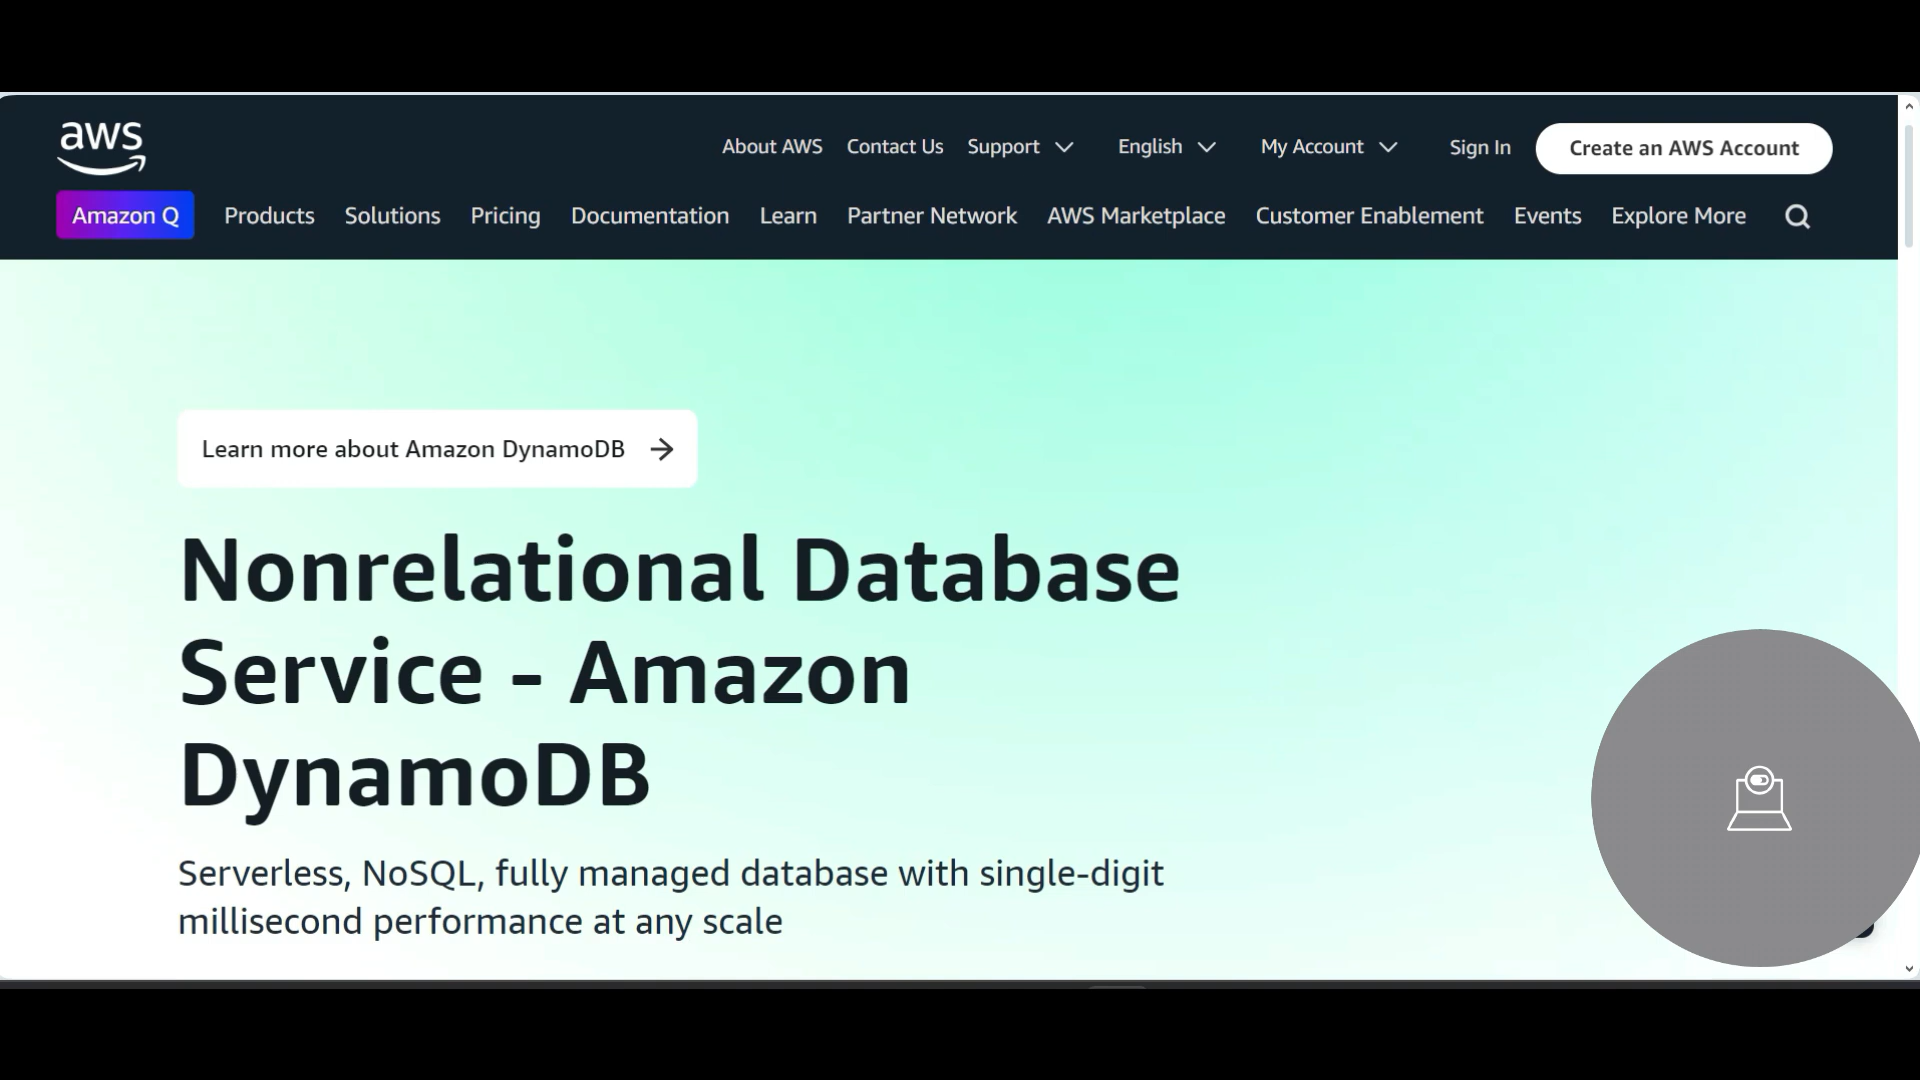 aws
About AWS Contact Us Support English My Account Sign In Create an AWS Account
Amazon Q Products Solutions Pricing Documentation Learn Partner Network AWS Marketplace Customer Enablement Events Explore More
Learn more about Amazon DynamoDB
Nonrelational Database
Service - Amazon
DynamoDB
Serverless, NoSQL, fully managed database with single-digit
millisecond performance at any scale